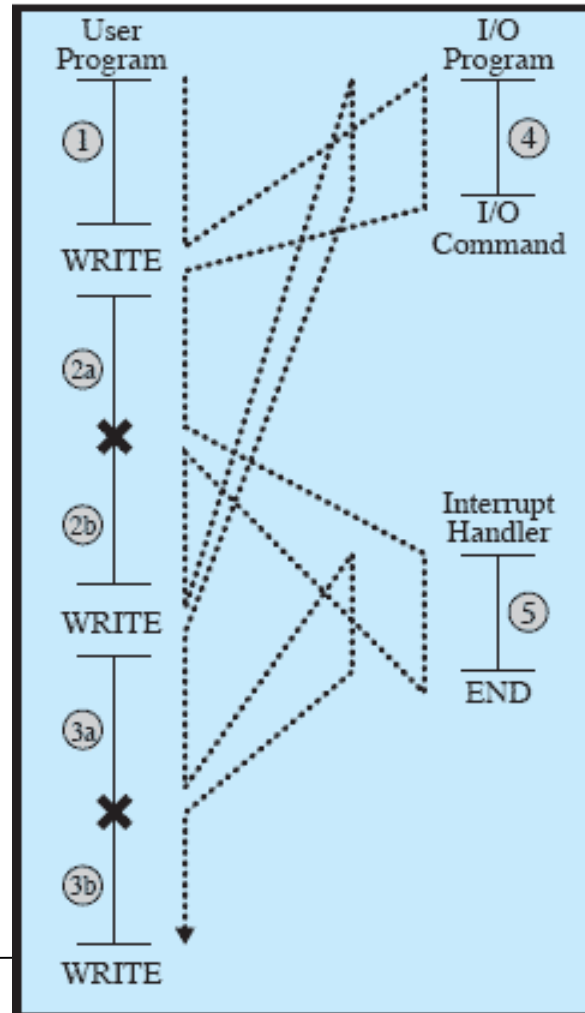 User
Program
1
WRITE
2a
2b
WRITE
3a
3b
WRITE
I/O
Program
4
I/O
Command
Interrupt
Handler
5
END